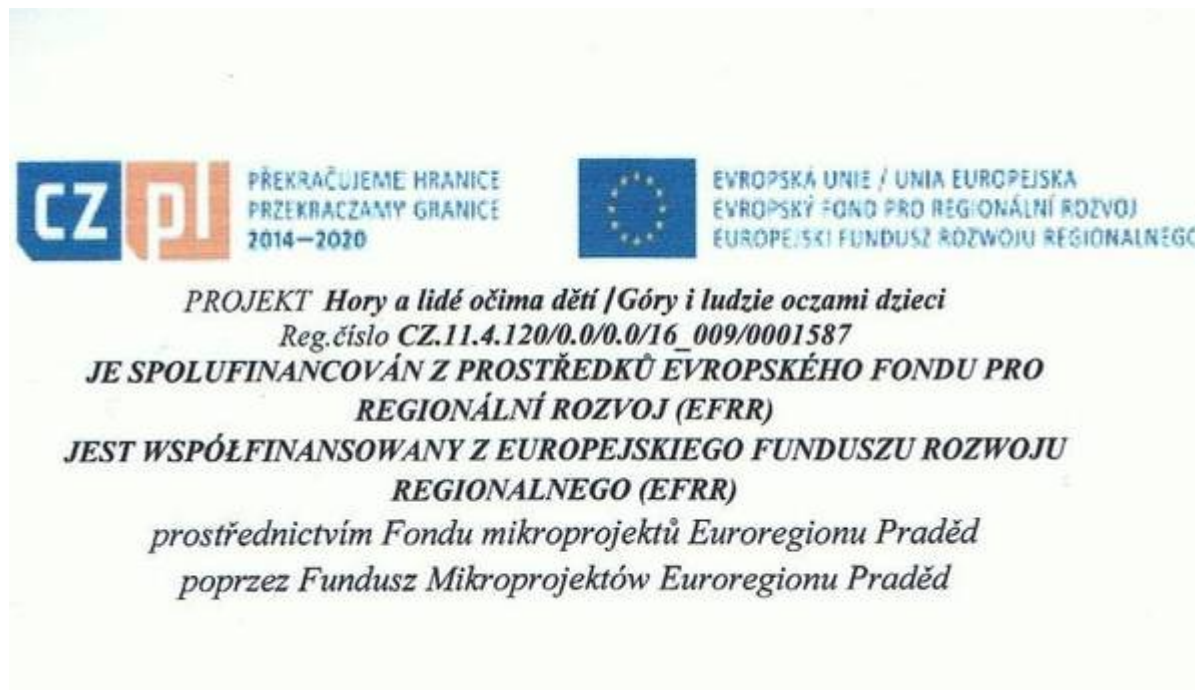 CZ pl
PŘEKRAČUJEME HRANICE
PRZEKRACZAMY GRANICE
2014—2020
EVROPSKÁ UNIE / UNIA EUROPEJSKA
EVROPSKÝ FOND PRO REGIONÁLNÍ ROZVOJ
EUROPEJSKI FUNDUSZ ROZWOJU REGIONALNEGO
PROJEKT Hory a lidé očima dětí /Góry i ludzie oczami dzieci
Reg.číslo CZ.11.4.120/0.0/0.0/16_009/0001587
JE SPOLUFINANCOVÁN Z PROSTŘEDKŮ EVROPSKÉHO FONDU PRO
REGIONÁLNÍ ROZVOJ (EFRR)
JEST WSPÓŁFINANSOWANY Z EUROPEJSKIEGO FUNDUSZU ROZWOJU
REGIONALNEGO (EFRR)
prostřednictvím Fondu mikroprojektů Euroregionu Praděd
poprzez Fundusz Mikroprojektów Euroregionu Praděd